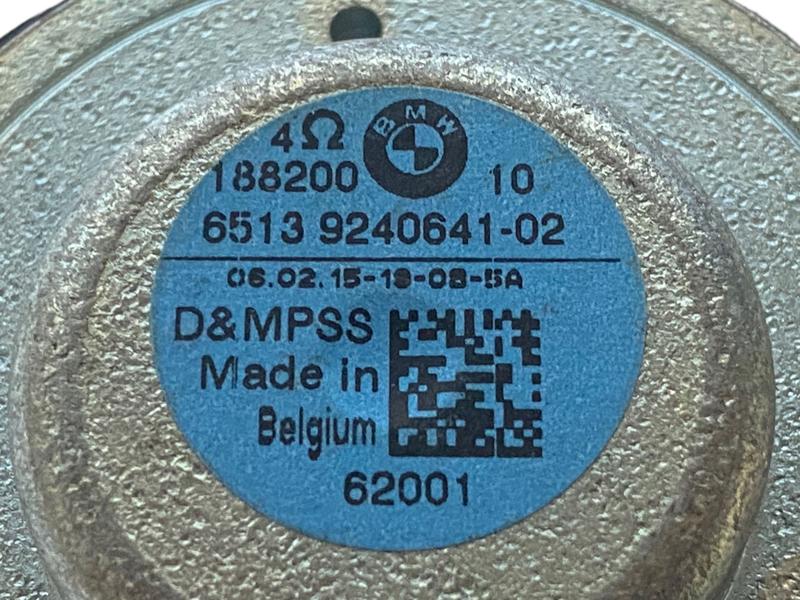 4Ω BMW
188200 10
6513 9240641-02
06.02.15-19-08-5A
D&MPSS
Made in
Belgium
62001